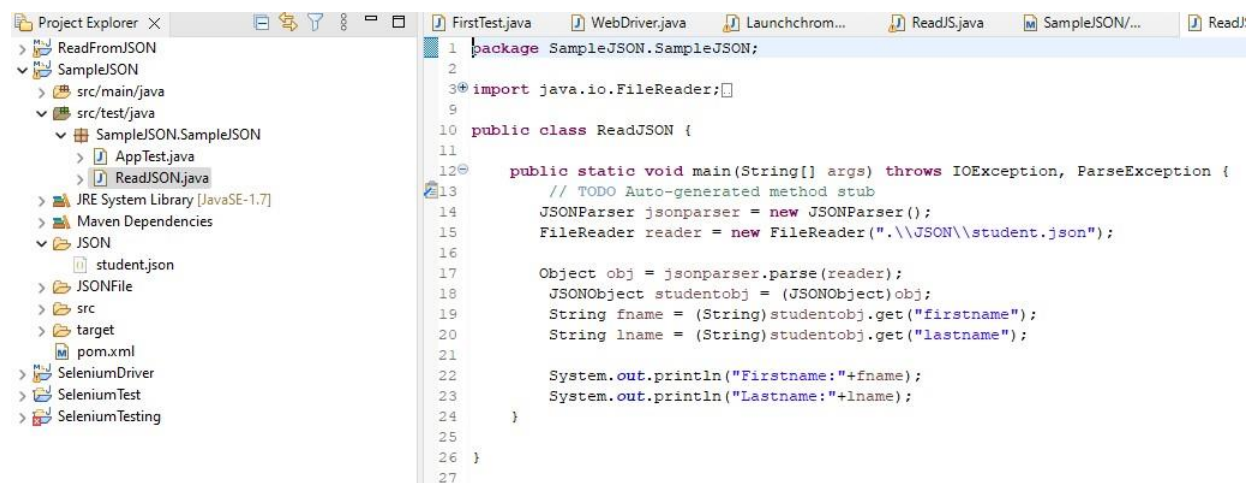 Project Explorer
ReadFromJSON
SampleJSON
src/main/java
src/test/java
SampleJSON.SampleJSON
AppTest.java
ReadJSON.java
JRE System Library [JavaSE-1.7]
Maven Dependencies
JSON
student.json
JSONFile
src
target
pom.xml
SeleniumDriver
SeleniumTest
SeleniumTesting
FirstTest.java WebDriver.java Launchchrom... ReadJS.java SampleJSON/... ReadJS
1 package SampleJSON.SampleJSON;
2
3 import java.io.FileReader;
9
10 public class ReadJSON {
11
12 public static void main(String[] args) throws IOException, ParseException {
13 // TODO Auto-generated method stub
14 JSONParser jsonparser = new JSONParser();
15 FileReader reader = new FileReader(".\\JSON\\student.json");
16
17 Object obj = jsonparser.parse(reader);
18 JSONObject studentobj = (JSONObject)obj;
19 String fname = (String)studentobj.get("firstname");
20 String lname = (String)studentobj.get("lastname");
21
22 System.out.println("Firstname:"+fname);
23 System.out.println("Lastname:"+lname);
24 }
25
26 }
27